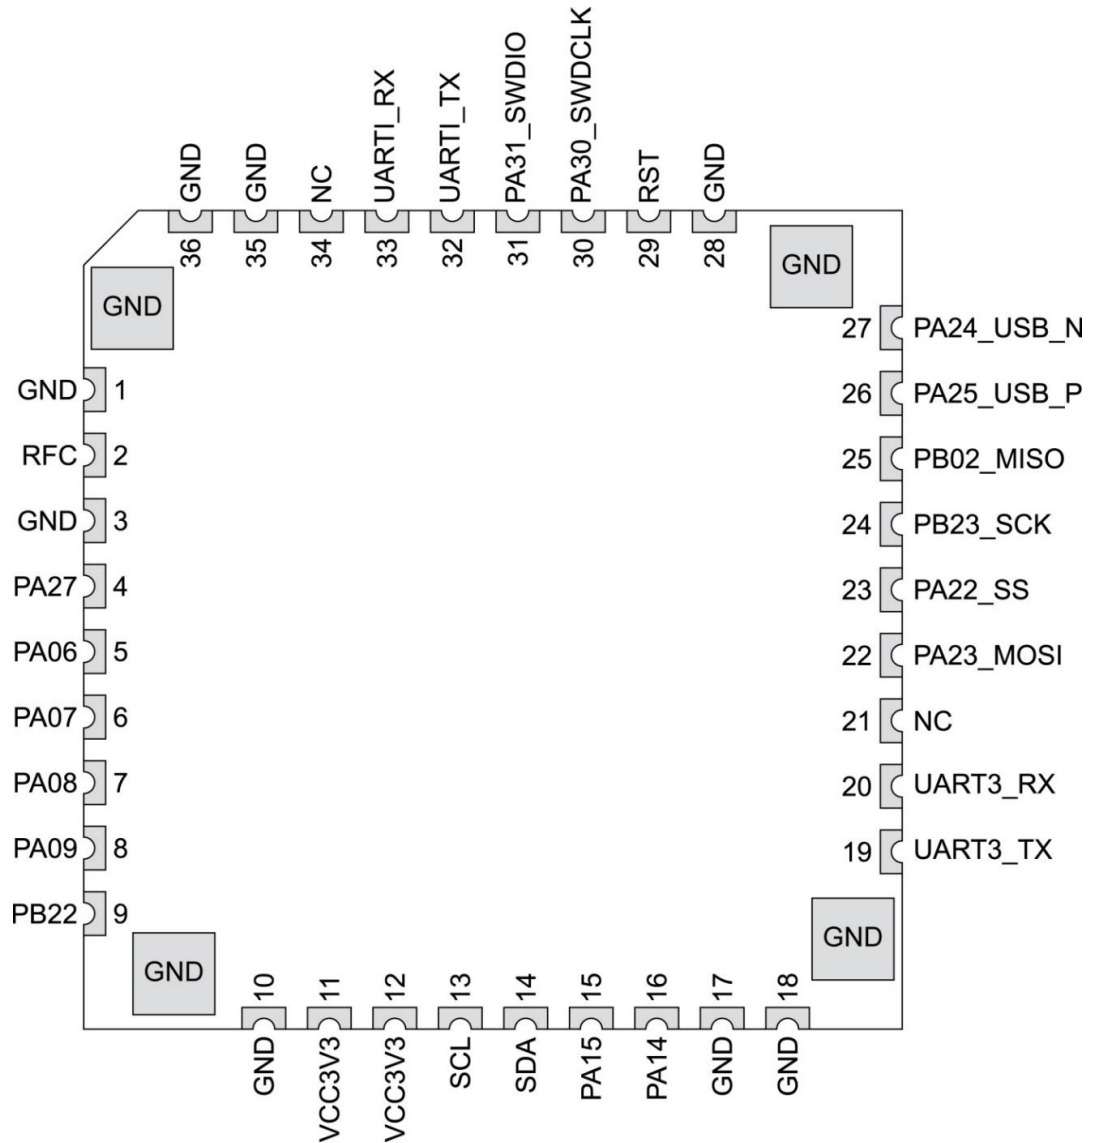 GND
GND
NC
UARTI_RX
UARTI_TX
PA31_SWDIO
PA30_SWDCLK
RST
GND
36
35
34
33
32
31
30
29
28
GND
GND
27 PA24_USB_N
26 PA25_USB_P
25 PB02_MISO
24 PB23_SCK
23 PA22_SS
22 PA23_MOSI
21 NC
20 UART3_RX
19 UART3_TX
GND 1
RFC 2
GND 3
PA27 4
PA06 5
PA07 6
PA08 7
PA09 8
PB22 9
GND
GND
10
11
12
13
14
15
16
17
18
GND
VCC3V3
VCC3V3
SCL
SDA
PA15
PA14
GND
GND